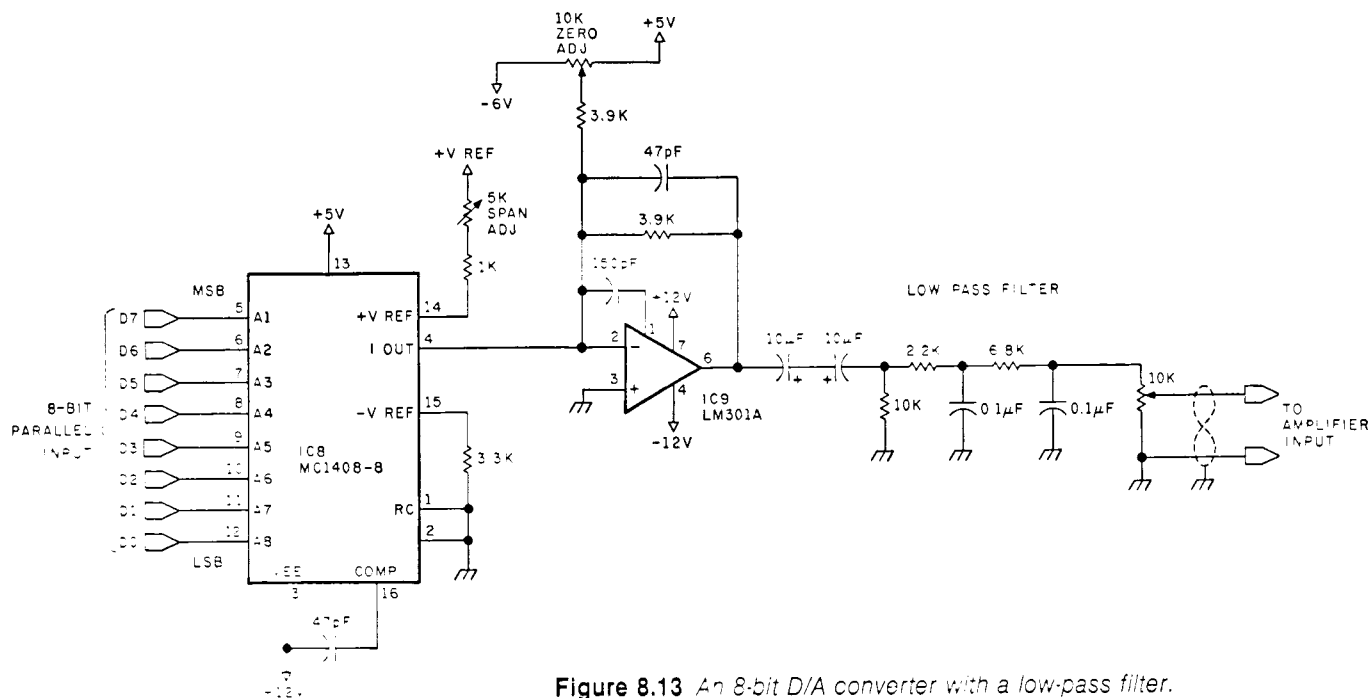 10K
ZERO
ADJ
+5V
-6V
3.9K
+V REF
47pF
5K
SPAN
ADJ
3.9K
+5V
13
1K
150pF
+12V
LOW PASS FILTER
MSB
D7
5
A1
+V REF
14
D6
6
A2
I OUT
4
D5
7
A3
D4
8
A4
-V REF
15
D3
9
A5
D2
10
A6
D1
11
A7
RC
1
D0
12
A8
2
LSB
8-BIT
PARALLEL
INPUT
IC8
MC1408-8
3.3K
COMP
3
16
47pF
2
-
3
+
1
7
6
4
IC9
LM301A
-12V
10µF
+
10µF
+
10K
2.2K
0.1µF
6.8K
0.1µF
10K
TO
AMPLIFIER
INPUT
Figure 8.13 An 8-bit D/A converter with a low-pass filter.